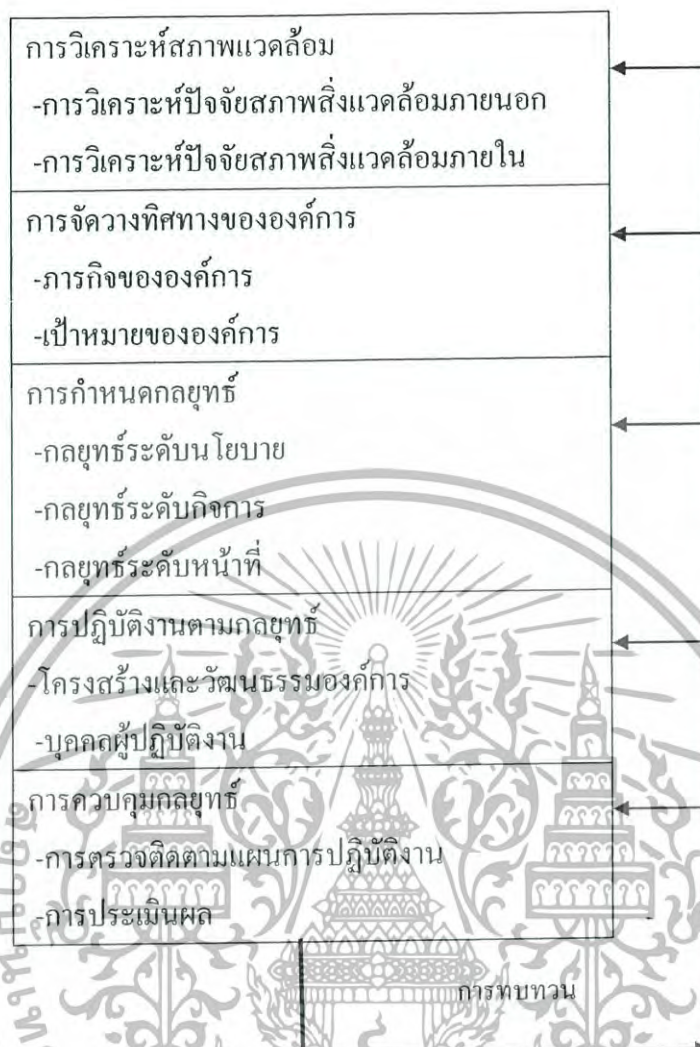 การวิเคราะห์สภาพแวดล้อม
-การวิเคราะห์ปัจจัยสภาพสิ่งแวดล้อมภายนอก
-การวิเคราะห์ปัจจัยสภาพสิ่งแวดล้อมภายใน
การจัดวางทิศทางขององค์การ
-ภารกิจขององค์การ
-เป้าหมายขององค์การ
การกำหนดกลยุทธ์
-กลยุทธ์ระดับนโยบาย
-กลยุทธ์ระดับกิจการ
-กลยุทธ์ระดับหน้าที่
การปฏิบัติงานตามกลยุทธ์
-โครงสร้างและวัฒนธรรมองค์การ
-บุคคลผู้ปฏิบัติงาน
การควบคุมกลยุทธ์
-การตรวจติดตามแผนการปฏิบัติงาน
-การประเมินผล
การทบทวน